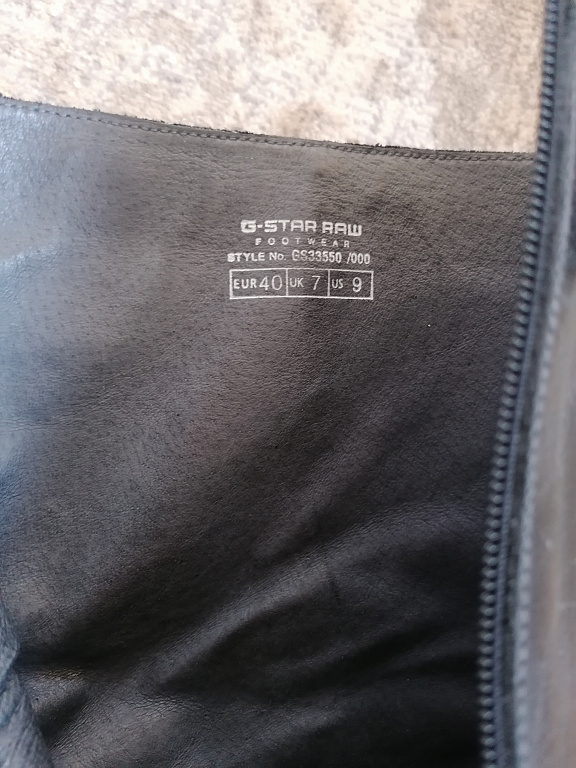 G-STAR RAW
FOOTWEAR
STYLE No. GS33550 /000
EUR 40 UK 7 US 9